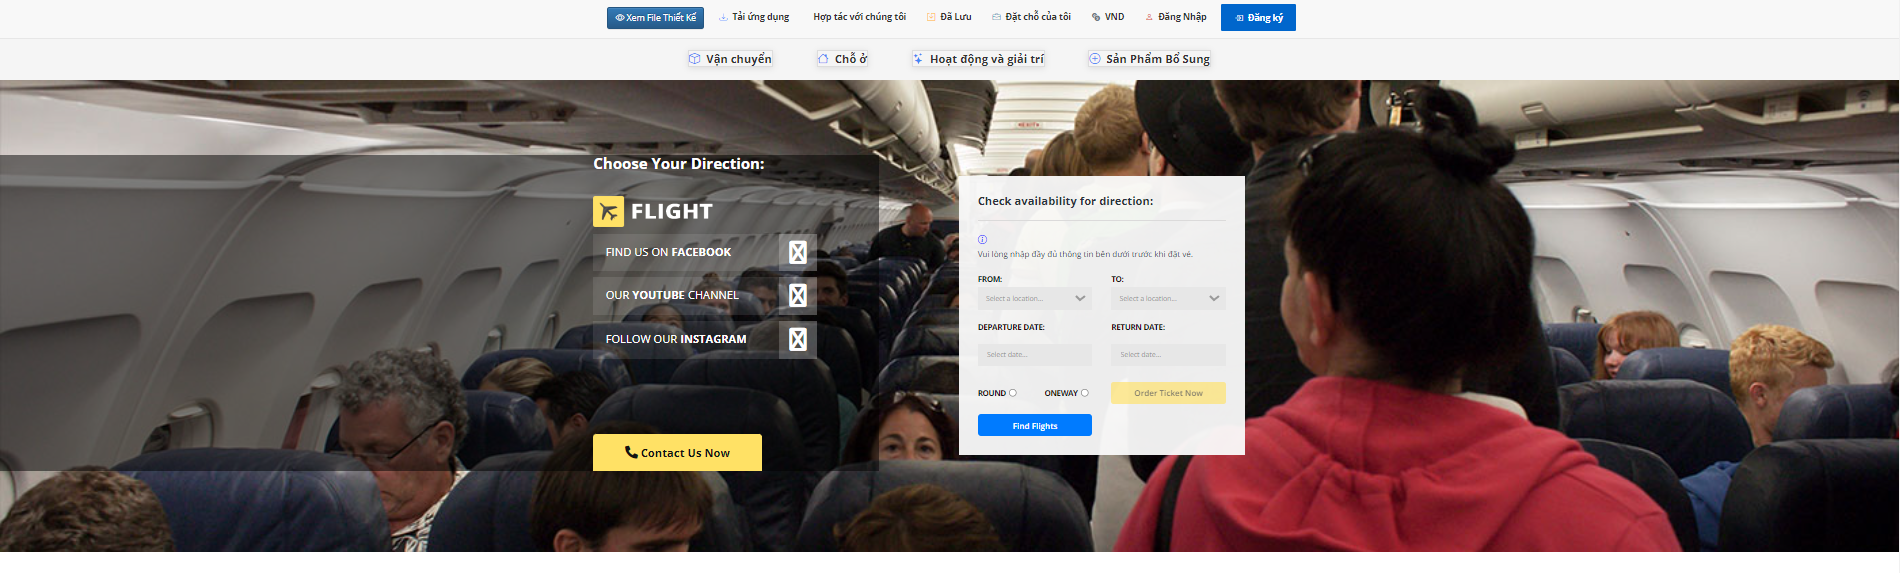 Xem File Thiết Kế Tải ứng dụng Hợp tác với chúng tôi Đã Lưu Đặt chỗ của tôi VND Đăng Nhập Đăng ký
Vận chuyển Chỗ ở Hoạt động và giải trí Sản Phẩm Bổ Sung
Choose Your Direction:
FLIGHT
FIND US ON FACEBOOK
OUR YOUTUBE CHANNEL
FOLLOW OUR INSTAGRAM
Contact Us Now
Check availability for direction:
Vui lòng nhập đầy đủ thông tin bên dưới trước khi đặt vé.
FROM: TO:
Select a location... Select a location...
DEPARTURE DATE: RETURN DATE:
Select date... Select date...
ROUND ONEWAY Order Ticket Now
Find Flights